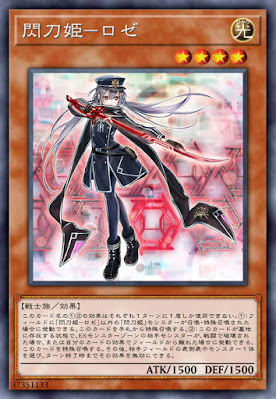 閃刀姫－ロゼ
光
【戦士族／効果】
このカード名の①②の効果はそれぞれ１ターンに１度しか使用できない。①：フ
ィールドに「閃刀姫－ロゼ」以外の「閃刀姫」モンスターが召喚・特殊召喚された
場合に発動できる。このカードを手札から特殊召喚する。②：このカードが墓地
に存在する状態で、EXモンスターゾーンの相手モンスターが、戦闘で破壊された
場合、または自分のカードの効果でフィールドから離れた場合に発動できる。
このカードを特殊召喚する。その後、相手フィールドの表側表示モンスター１体
を選び、ターン終了時までその効果を無効にできる。
ATK/1500 DEF/1500
37351133